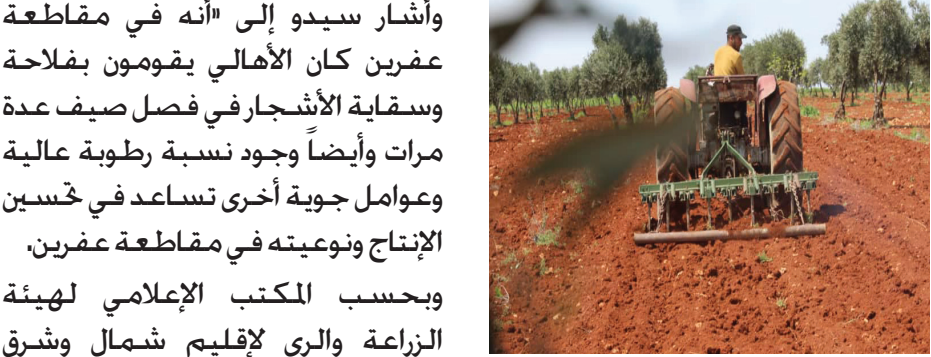 وأشار سيدو إلى «أنه في مقاطعة
عفرين كان الأهالي يقومون بفلاحة
وسقاية الأشجار في فصل صيف عدة
مرات وأيضاً وجود نسبة رطوبة عالية
وعوامل جوية أخرى تساعد في تحسين
الإنتاج ونوعيته في مقاطعة عفرين.
وبحسب المكتب الإعلامي لهيئة
الزراعة والري لإقليم شمال وشرق